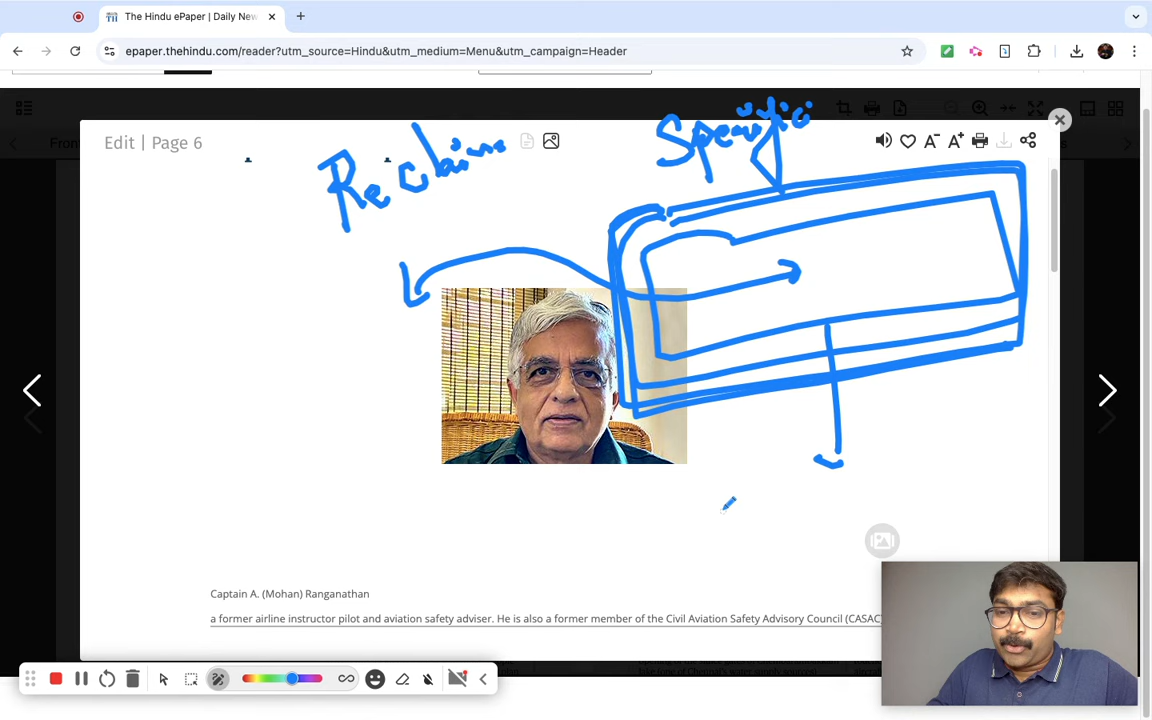 The Hindu ePaper | Daily New
epaper.thehindu.com/reader?utm_source=Hindu&utm_medium=Menu&utm_campaign=Header
Edit | Page 6
A- A+
Specific
Reclaim
Captain A. (Mohan) Ranganathan
a former airline instructor pilot and aviation safety adviser. He is also a former member of the Civil Aviation Safety Advisory Council (CASAC)